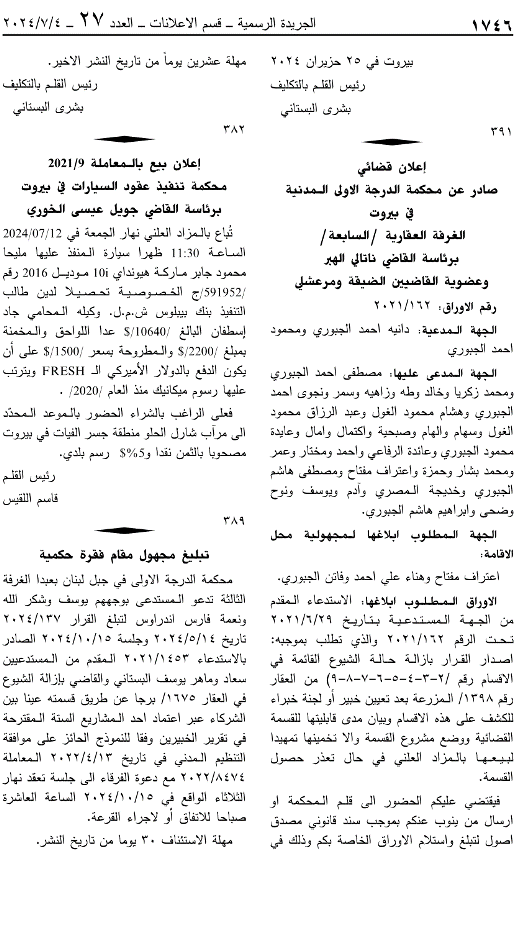 ١٧٤٦
الجريدة الرسمية ــ قسم الاعلانات ــ العدد ٢٧ ــ ٢٠٢٤/٧/٤
بيروت في ٢٥ حزيران ٢٠٢٤
رئيس القلم بالتكليف
بشرى البستاني
٣٩١
إعلان قضائي
صادر عن محكمة الدرجة الاولى المدنية
في بيروت
الغرفة العقارية /السابعة/
برئاسة القاضي ناتالي الهبر
وعضوية القاضيين الضيقة ومرعشلي
رقم الاوراق: ٢٠٢١/١٦٢
الجهة المدعية: دانيه احمد الجبوري ومحمود
احمد الجبوري
الجهة المدعى عليها: مصطفى احمد الجبوري
ومحمد زكريا وخالد وطه وزاهيه وسمر ونجوى احمد
الجبوري وهشام محمود الغول وعبد الرزاق محمود
الغول وسهام والهام وصبحية واكتمال وامال وعايدة
محمود الجبوري وعائدة الرفاعي واحمد ومختار وعمر
ومحمد بشار وحمزة واعتراف مفتاح ومصطفى هاشم
الجبوري وخديجة المصري وآدم ويوسف ونوح
وضحى وابراهيم هاشم الجبوري.
الجهة المطلوب ابلاغها لمجهولية محل
الاقامة:
اعتراف مفتاح وهناء علي احمد وفاتن الجبوري.
الاوراق المطلوب ابلاغها: الاستدعاء المقدم
من الجهة المستدعية بتاريخ ٢٠٢١/٦/٢٩
تحت الرقم ٢٠٢١/١٦٢ والذي تطلب بموجبه:
اصدار القرار بازالة حالة الشيوع القائمة في
الاقسام رقم /٢-٣-٤-٥-٦-٧-٨-٩) من العقار
رقم ١٣٩٨/ المزرعة بعد تعيين خبير أو لجنة خبراء
للكشف على هذه الاقسام وبيان مدى قابليتها للقسمة
القضائية ووضع مشروع القسمة والا تخمينها تمهيدا
لبيعها بالمزاد العلني في حال تعذر حصول
القسمة.
فيقتضي عليكم الحضور الى قلم المحكمة او
ارسال من ينوب عنكم بموجب سند قانوني مصدق
اصول لتبلغ واستلام الاوراق الخاصة بكم وذلك في
مهلة عشرين يوماً من تاريخ النشر الاخير.
رئيس القلم بالتكليف
بشرى البستاني
٣٨٢
إعلان بيع بالمعاملة 2021/9
محكمة تنفيذ عقود السيارات في بيروت
برئاسة القاضي جويل عيسى الخوري
تُباع بالمزاد العلني نهار الجمعة في 2024/07/12
الساعة 11:30 ظهرا سيارة المنفذ عليها مليحا
محمود جابر ماركة هيونداي i10 موديل 2016 رقم
/591952/ج الخصوصية تحصيلا لدين طالب
التنفيذ بنك بيبلوس ش.م.ل. وكيله المحامي جاد
إسطفان البالغ /10640/$ عدا اللواحق والمخمنة
بمبلغ /2200/$ والمطروحة بسعر /1500/$ على أن
يكون الدفع بالدولار الأميركي الـ FRESH ويترتب
عليها رسوم ميكانيك منذ العام /2020/ .
فعلى الراغب بالشراء الحضور بالموعد المحدّد
الى مرآب شارل الحلو منطقة جسر الفيات في بيروت
مصحوبا بالثمن نقدا و5%$ رسم بلدي.
رئيس القلم
قاسم اللقيس
٣٨٩
تبليغ مجهول مقام فقرة حكمية
محكمة الدرجة الاولى في جبل لبنان بعبدا الغرفة
الثالثة تدعو المستدعى بوجههم يوسف وشكر الله
ونعمة فارس اندراوس لتبلغ القرار ٢٠٢٤/١٣٧
تاريخ ٢٠٢٤/٥/١٤ وجلسة ٢٠٢٤/١٠/١٥ الصادر
بالاستدعاء ٢٠٢١/١٤٥٣ المقدم من المستدعيين
سعاد وماهر يوسف البستاني والقاضي بإزالة الشيوع
في العقار ١٦٧٥/ برجا عن طريق قسمته عينا بين
الشركاء عبر اعتماد احد المشاريع الستة المقترحة
في تقرير الخبيرين وفقا للنموذج الحائز على موافقة
التنظيم المدني في تاريخ ٢٠٢٢/٤/١٣ المعاملة
٢٠٢٢/٨٤٧٤ مع دعوة الفرقاء الى جلسة تعقد نهار
الثلاثاء الواقع في ٢٠٢٤/١٠/١٥ الساعة العاشرة
صباحا للاتفاق أو لاجراء القرعة.
مهلة الاستئناف ٣٠ يوما من تاريخ النشر.